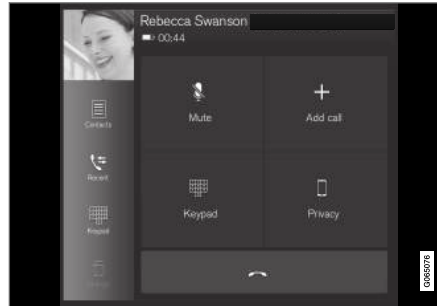 Rebecca Swanson
00:44
Contacts
Mute
Add call
Recent
Keypad
Privacy
Keypad
G065076